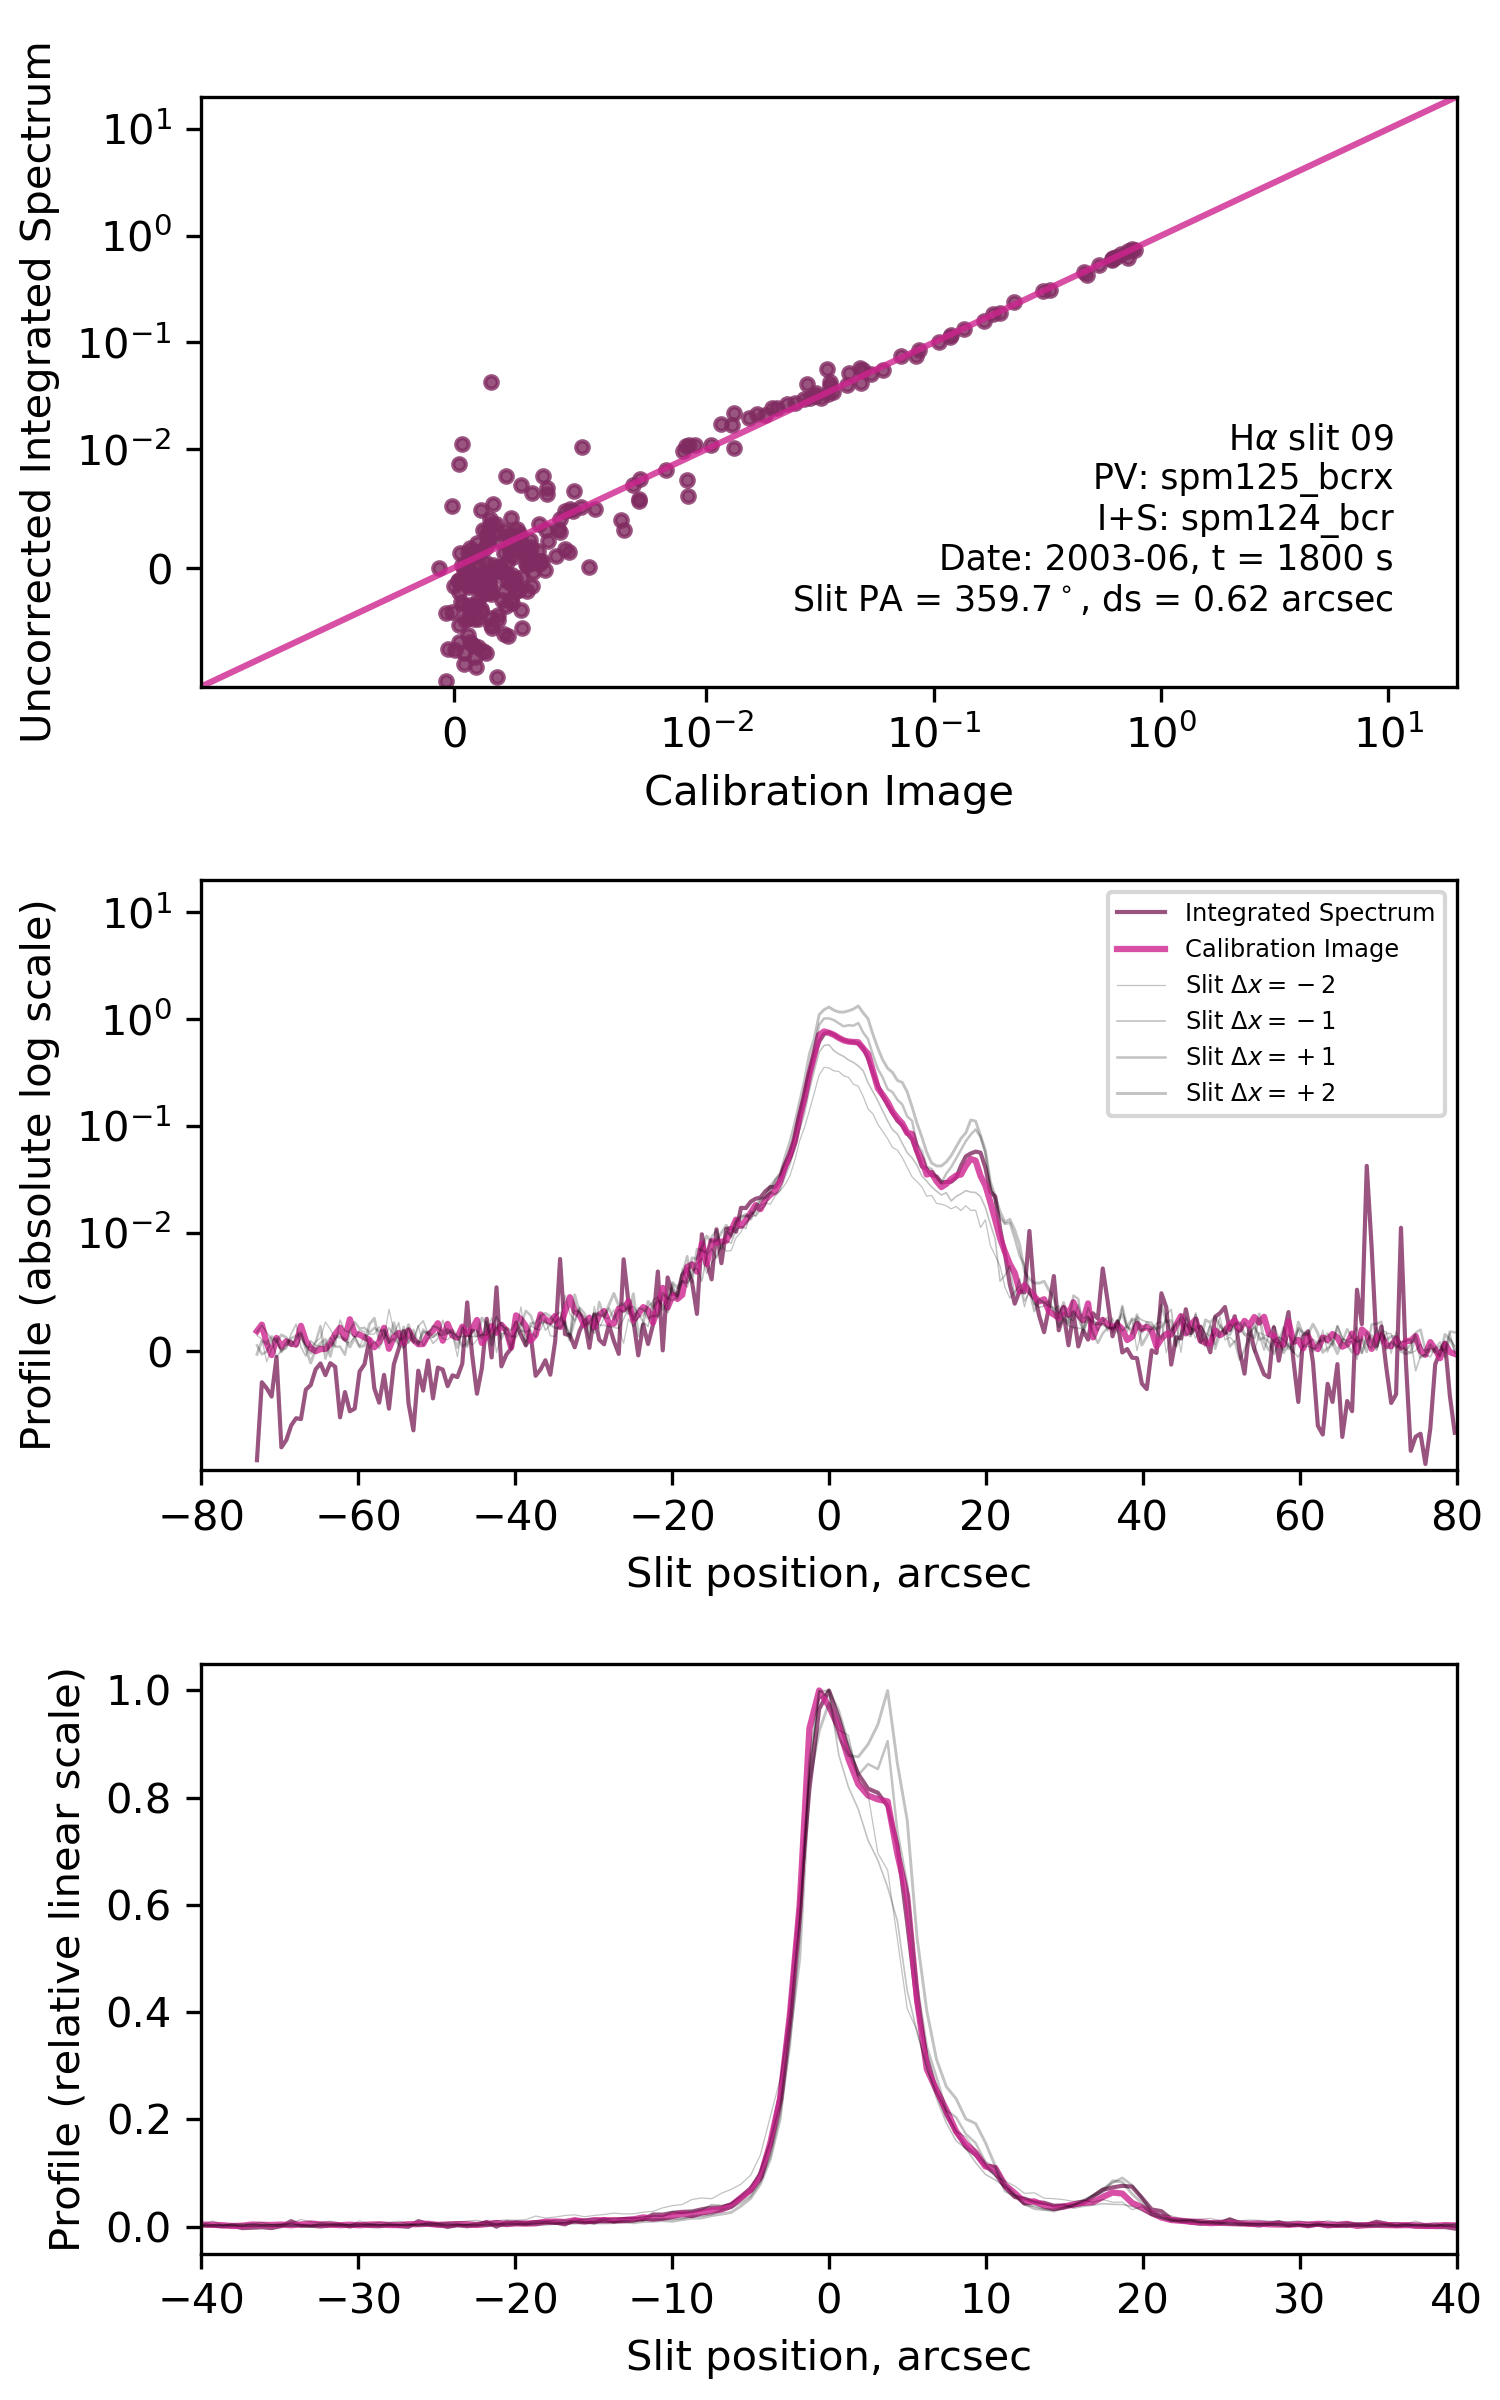 Uncorrected Integrated Spectrum
10¹
10⁰
10⁻¹
10⁻²
0
Hα slit 09
PV: spm125_bcrx
I+S: spm124_bcr
Date: 2003-06, t = 1800 s
Slit PA = 359.7°, ds = 0.62 arcsec
0 10⁻² 10⁻¹ 10⁰ 10¹
Calibration Image
Profile (absolute log scale)
10¹
10⁰
10⁻¹
10⁻²
0
Integrated Spectrum
Calibration Image
Slit Δx = −2
Slit Δx = −1
Slit Δx = +1
Slit Δx = +2
−80 −60 −40 −20 0 20 40 60 80
Slit position, arcsec
Profile (relative linear scale)
1.0
0.8
0.6
0.4
0.2
0.0
−40 −30 −20 −10 0 10 20 30 40
Slit position, arcsec